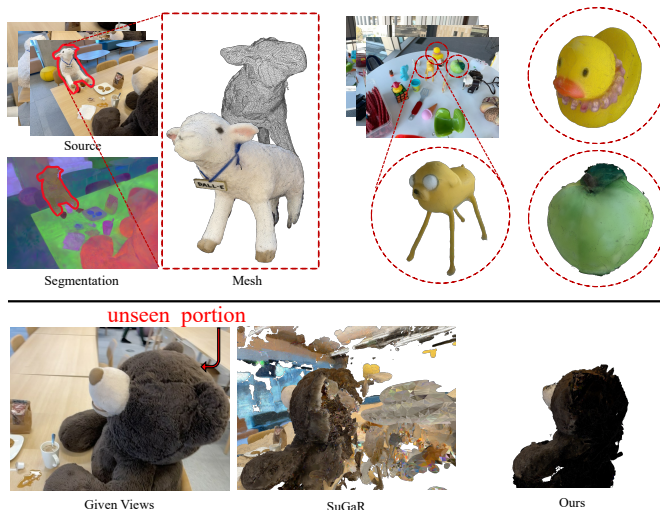 Source
DALL-E
Segmentation
Mesh
unseen portion
Given Views
SuGaR
Ours